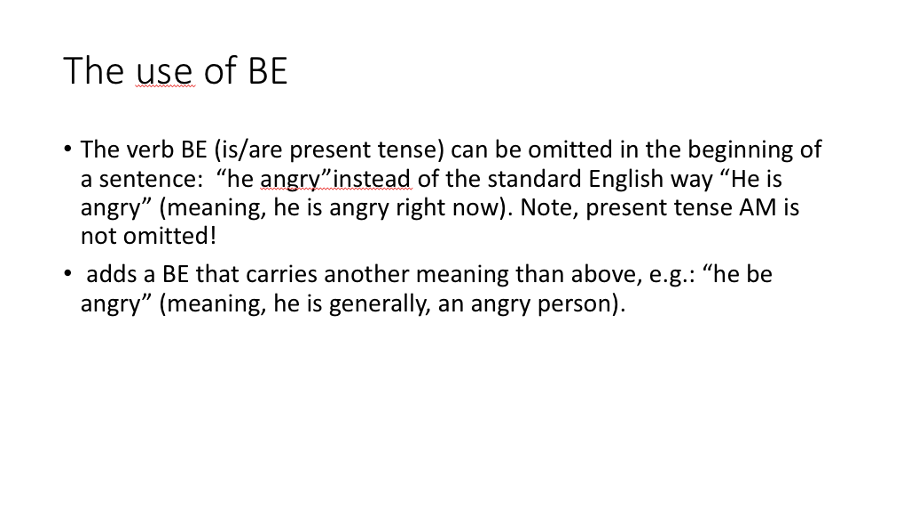 The use of BE
• The verb BE (is/are present tense) can be omitted in the beginning of
a sentence:  “he angry”instead of the standard English way “He is
angry” (meaning, he is angry right now). Note, present tense AM is
not omitted!
•  adds a BE that carries another meaning than above, e.g.: “he be
angry” (meaning, he is generally, an angry person).